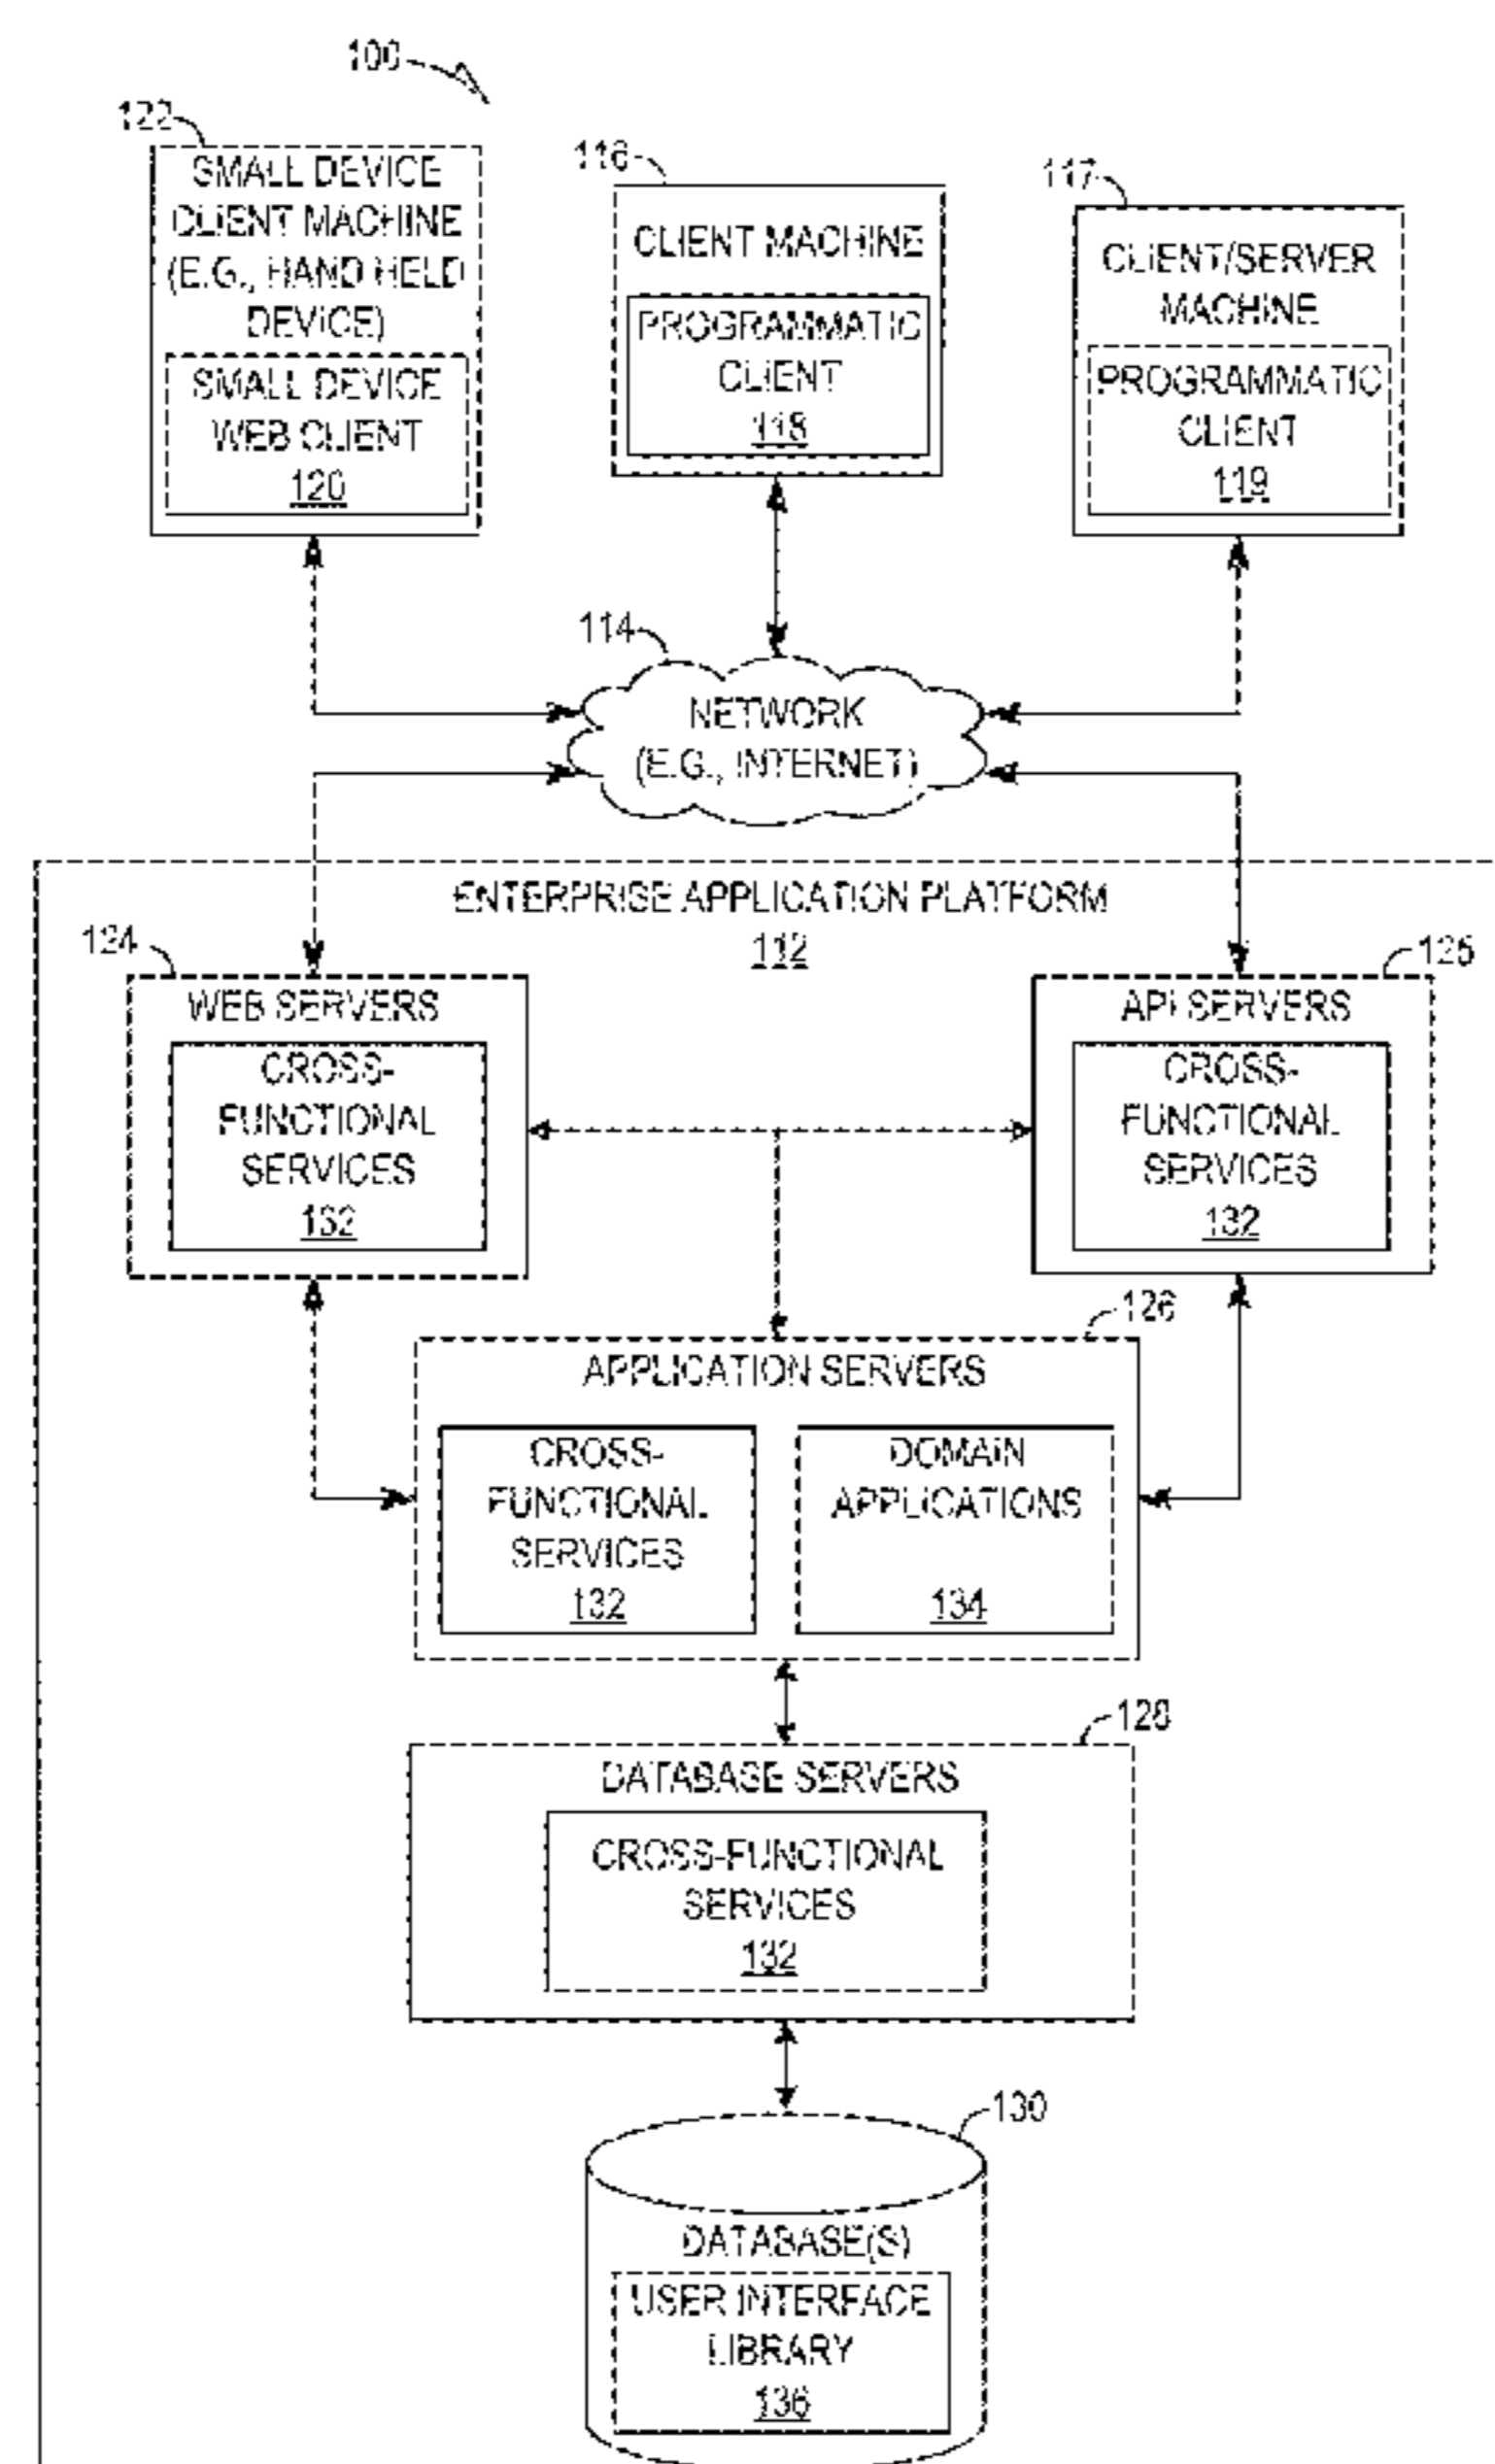 100
122
SMALL DEVICE
CLIENT MACHINE
(E.G., HAND HELD
DEVICE)
SMALL DEVICE
WEB CLIENT
120
116
CLIENT MACHINE
PROGRAMMATIC
CLIENT
118
117
CLIENT/SERVER
MACHINE
PROGRAMMATIC
CLIENT
119
114
NETWORK
(E.G., INTERNET)
ENTERPRISE APPLICATION PLATFORM
112
124
WEB SERVERS
CROSS-
FUNCTIONAL
SERVICES
132
125
API SERVERS
CROSS-
FUNCTIONAL
SERVICES
132
126
APPLICATION SERVERS
CROSS-
FUNCTIONAL
SERVICES
132
DOMAIN
APPLICATIONS
134
128
DATABASE SERVERS
CROSS-FUNCTIONAL
SERVICES
132
130
DATABASE(S)
USER INTERFACE
LIBRARY
136